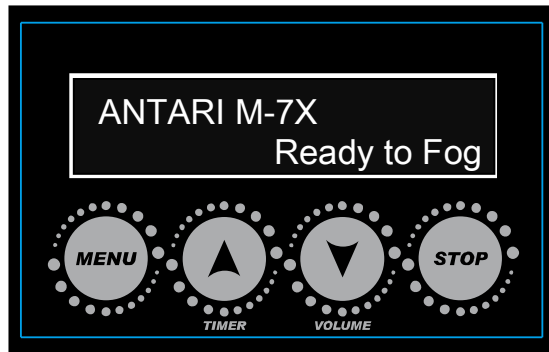 ANTARI M-7X
Ready to Fog
MENU
STOP
TIMER
VOLUME